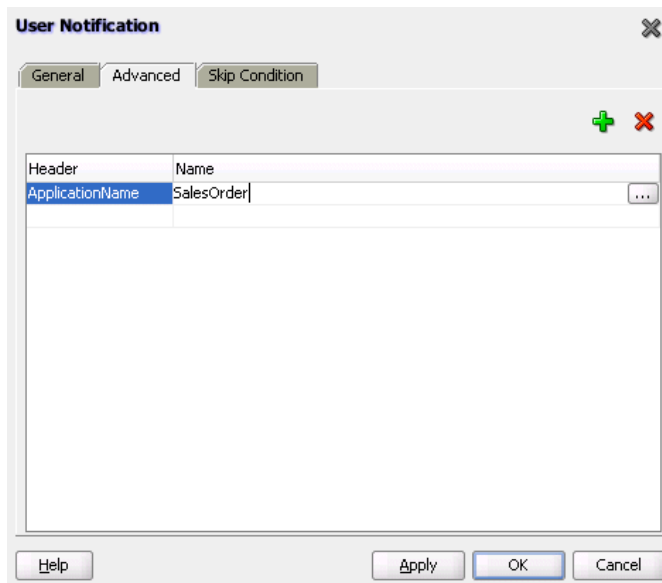 User Notification
General Advanced Skip Condition
Header Name
ApplicationName SalesOrder
...
Help Apply OK Cancel